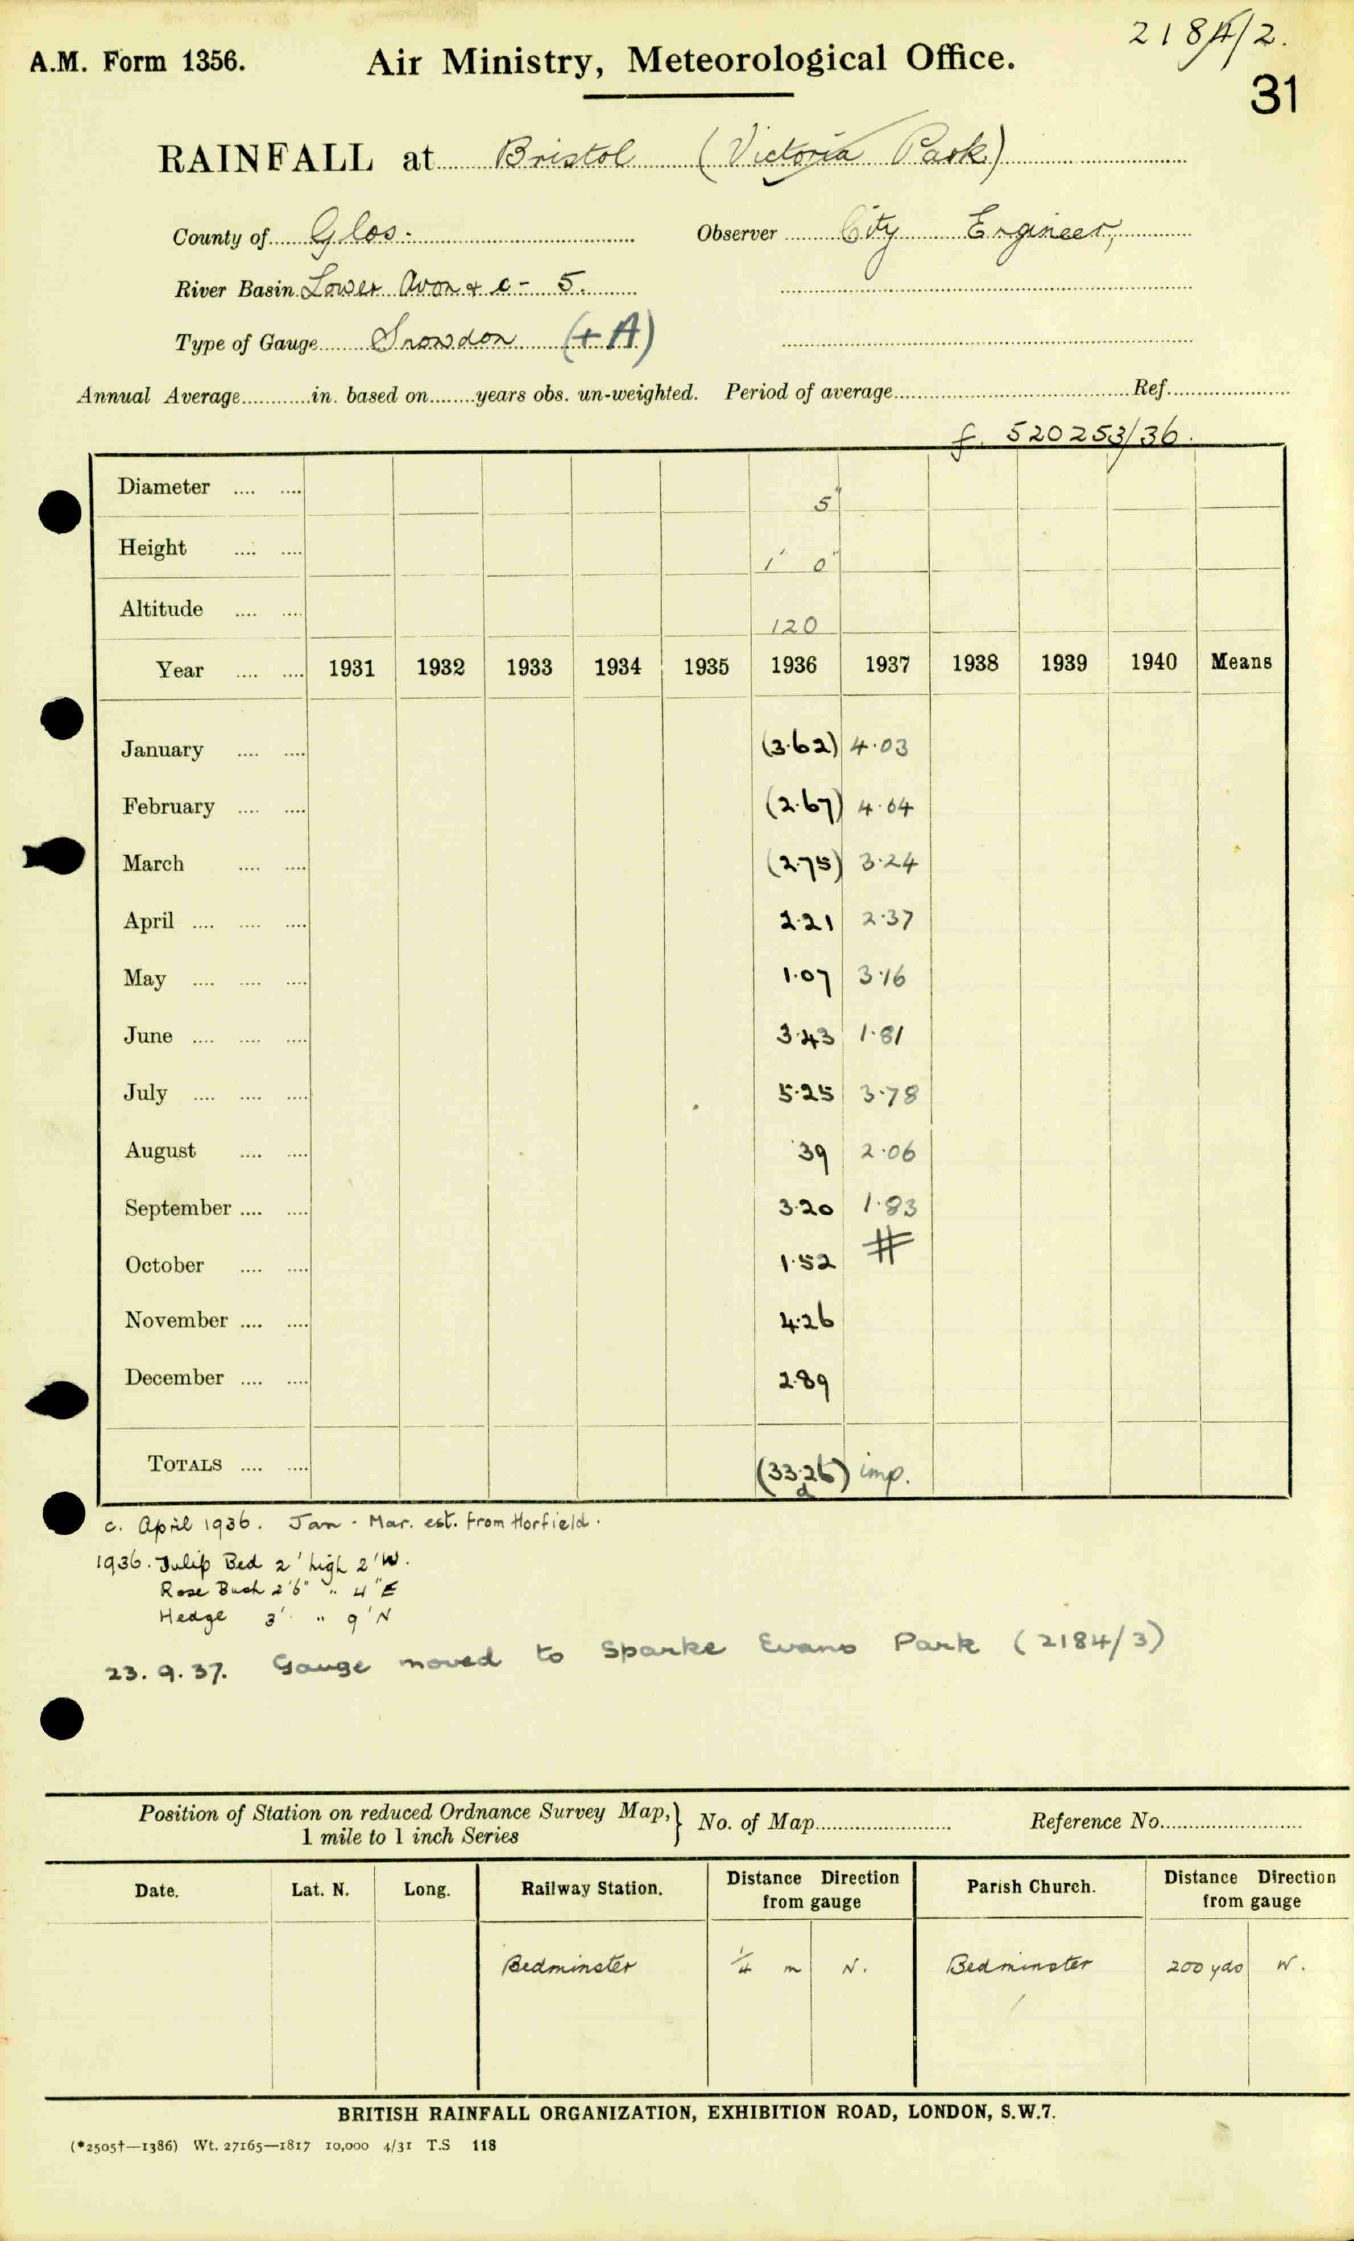 2184/2.
A.M. Form 1356. Air Ministry, Meteorological Office.
31
RAINFALL at Bristol (Victoria Park)
County of Glos. Observer City Engineer,
River Basin Lower Avon & c - 5.
Type of Gauge Snowdon (+ A)
Annual Average............in. based on........years obs. un-weighted. Period of average........................................Ref.....................
f. 520253/36.
Diameter .... .... 5"
Height .... .... 1' 0"
Altitude .... .... 120
Year .... .... 1931 1932 1933 1934 1935 1936 1937 1938 1939 1940 Means
January .... .... (3.62) 4.03
February .... .... (2.67) 4.64
March .... .... (2.75) 3.24
April .... .... .... 2.21 2.37
May .... .... .... 1.07 3.16
June .... .... .... 3.43 1.81
July .... .... .... 5.25 3.78
August .... .... .39 2.06
September .... .... 3.20 1.83
October .... .... 1.52 #
November .... .... 4.26
December .... .... 2.89
TOTALS .... .... (33.26) imp.
d
c. April 1936. Jan - Mar. est. from Horfield.
1936. Tulip Bed 2' high 2' W.
Rose Bush 2'6" " 4" E
Hedge 3' " 9' N
23. 9. 37. Gauge moved to Sparke Evans Park (2184/3)
Position of Station on reduced Ordnance Survey Map,} No. of Map........................ Reference No.........................
1 mile to 1 inch Series
Date. Lat. N. Long. Railway Station. Distance Direction from gauge Parish Church. Distance Direction from gauge
Bedminster 1/4 m N. Bedminster 200 yds W.
BRITISH RAINFALL ORGANIZATION, EXHIBITION ROAD, LONDON, S.W.7.
(*2505†—1386) Wt. 27165—1817 10,000 4/31 T.S 118